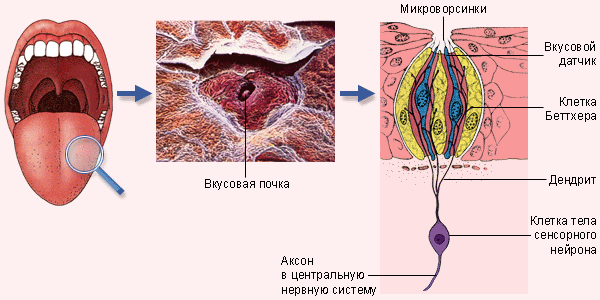 Микроворсинки
Вкусовой
датчик
Клетка
Беттхера
Вкусовая почка
Дендрит
Клетка тела
сенсорного
нейрона
Аксон
в центральную
нервную систему